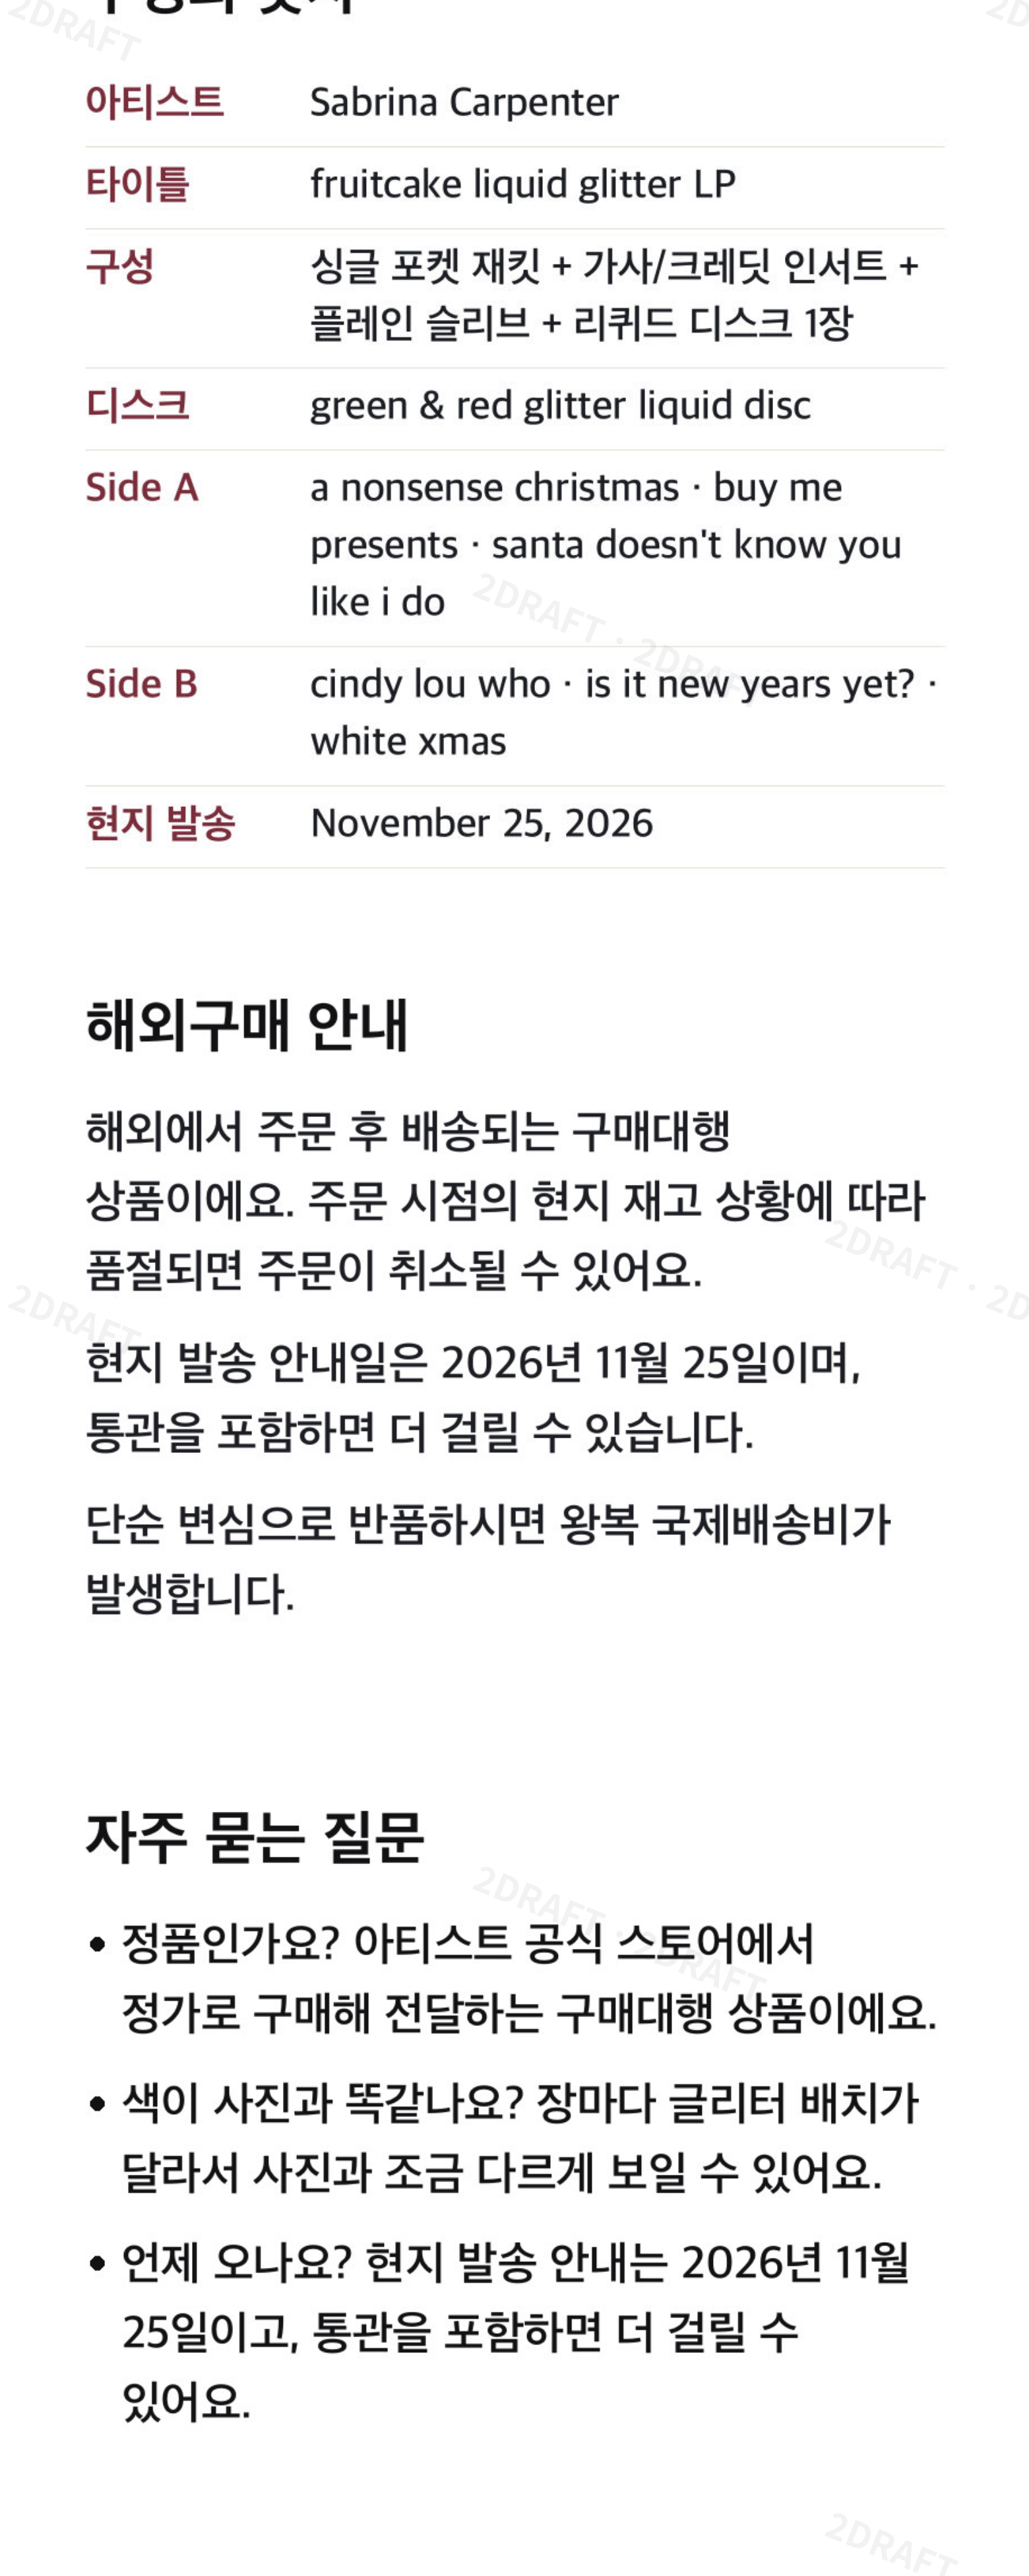 2DRAFT
아티스트 Sabrina Carpenter
타이틀 fruitcake liquid glitter LP
구성 싱글 포켓 재킷 + 가사/크레딧 인서트 +
플레인 슬리브 + 리퀴드 디스크 1장
디스크 green & red glitter liquid disc
Side A a nonsense christmas · buy me
presents · santa doesn't know you
like i do
2DRAFT · 2DRAFT
Side B cindy lou who · is it new years yet? ·
white xmas
현지 발송 November 25, 2026
해외구매 안내
해외에서 주문 후 배송되는 구매대행
상품이에요. 주문 시점의 현지 재고 상황에 따라
품절되면 주문이 취소될 수 있어요.
2DRAFT · 2D
2DRAFT
현지 발송 안내일은 2026년 11월 25일이며,
통관을 포함하면 더 걸릴 수 있습니다.
단순 변심으로 반품하시면 왕복 국제배송비가
발생합니다.
자주 묻는 질문
2DRAFT · 2DRAFT
• 정품인가요? 아티스트 공식 스토어에서
정가로 구매해 전달하는 구매대행 상품이에요.
• 색이 사진과 똑같나요? 장마다 글리터 배치가
달라서 사진과 조금 다르게 보일 수 있어요.
• 언제 오나요? 현지 발송 안내는 2026년 11월
25일이고, 통관을 포함하면 더 걸릴 수
있어요.
2DRAFT